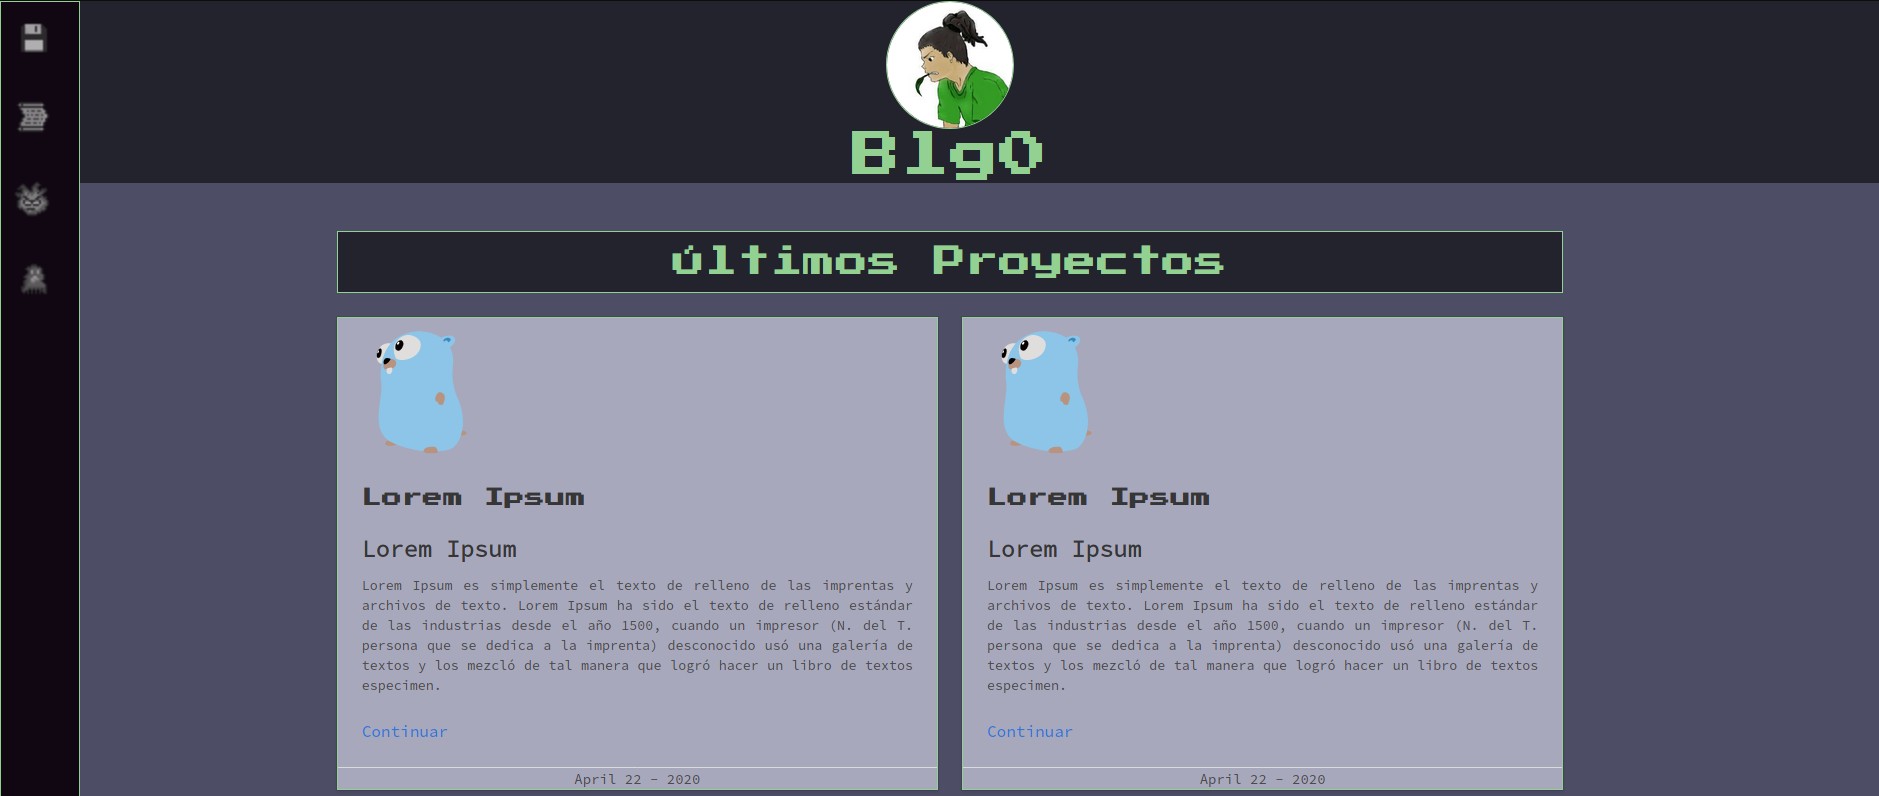 Blg0
últimos Proyectos
Lorem Ipsum
Lorem Ipsum
Lorem Ipsum es simplemente el texto de relleno de las imprentas y
archivos de texto. Lorem Ipsum ha sido el texto de relleno estándar
de las industrias desde el año 1500, cuando un impresor (N. del T.
persona que se dedica a la imprenta) desconocido usó una galería de
textos y los mezcló de tal manera que logró hacer un libro de textos
especimen.
Continuar
April 22 - 2020
Lorem Ipsum
Lorem Ipsum
Lorem Ipsum es simplemente el texto de relleno de las imprentas y
archivos de texto. Lorem Ipsum ha sido el texto de relleno estándar
de las industrias desde el año 1500, cuando un impresor (N. del T.
persona que se dedica a la imprenta) desconocido usó una galería de
textos y los mezcló de tal manera que logró hacer un libro de textos
especimen.
Continuar
April 22 - 2020